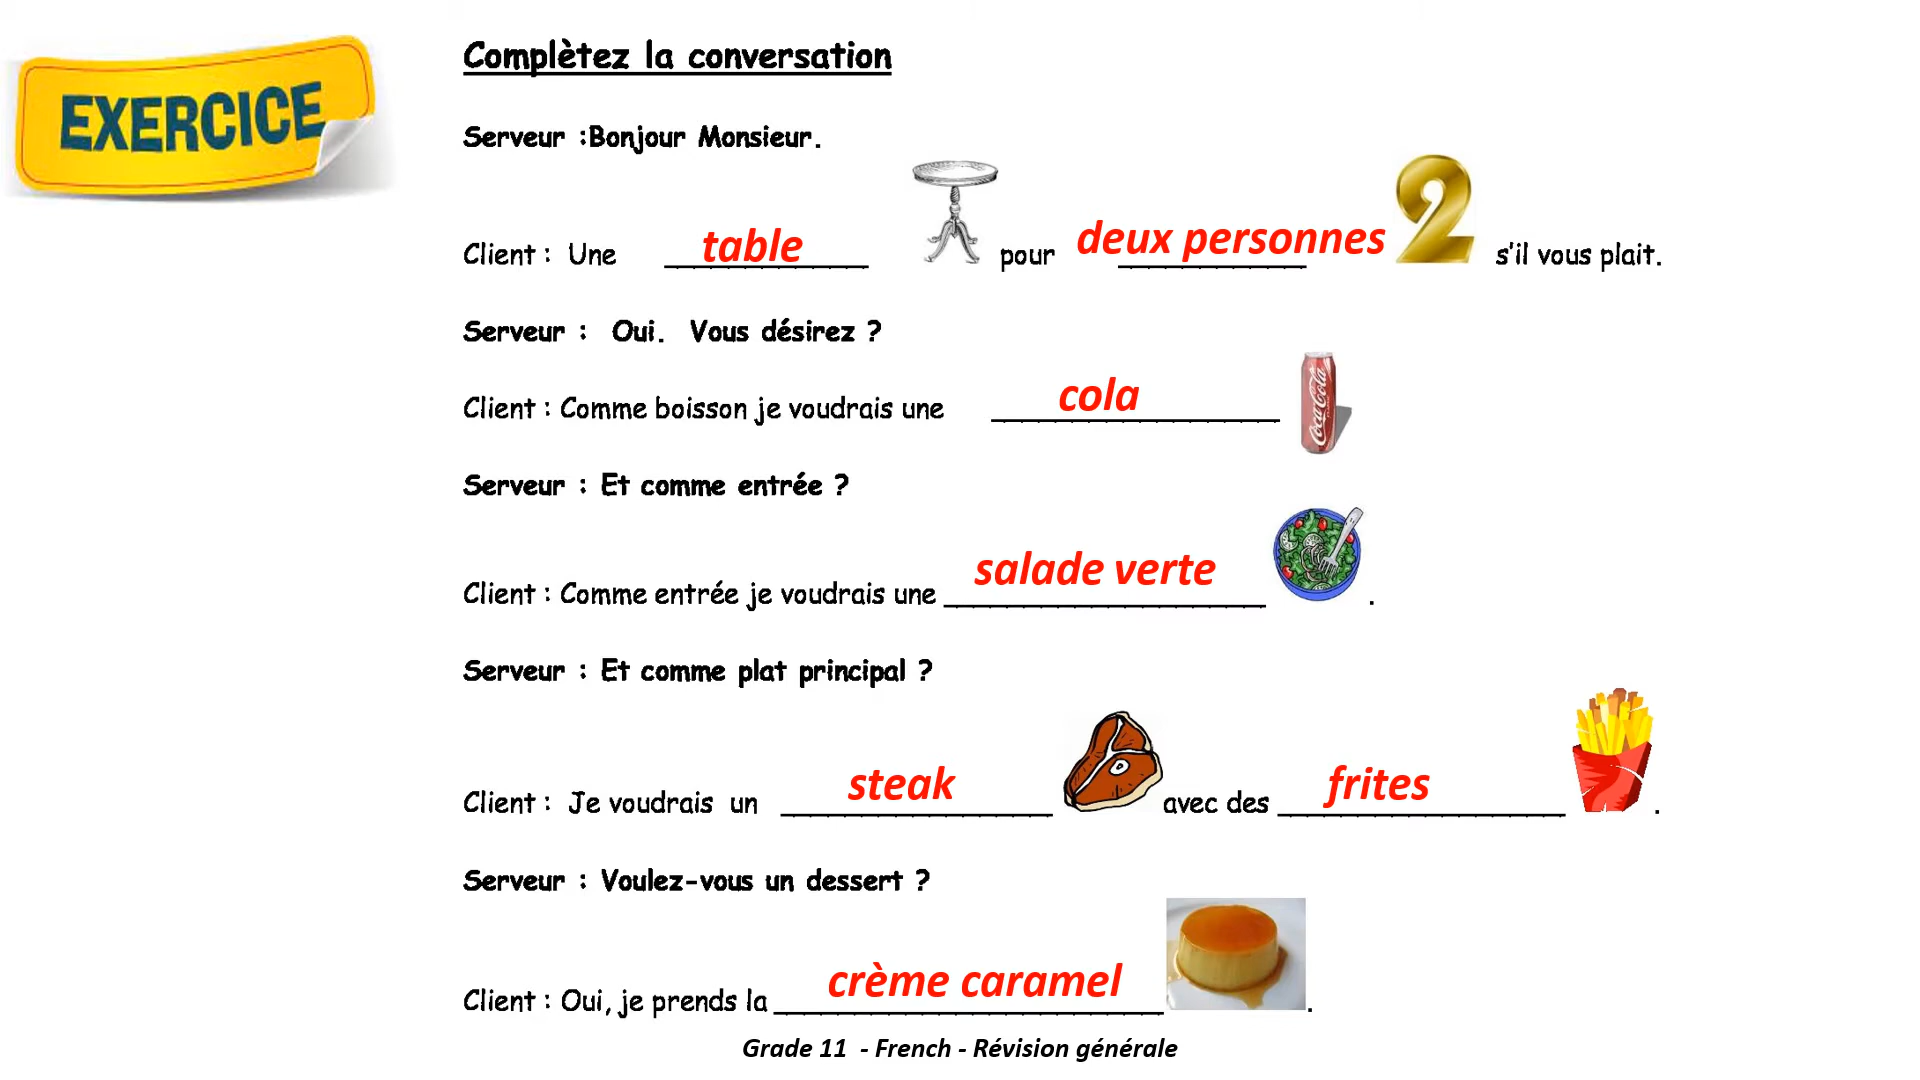 EXERCICE
Complètez la conversation
Serveur :Bonjour Monsieur.
Client : Une table pour deux personnes 2 s'il vous plait.
Serveur : Oui. Vous désirez ?
Client : Comme boisson je voudrais une cola
Coca-Cola
Serveur : Et comme entrée ?
Client : Comme entrée je voudrais une salade verte .
Serveur : Et comme plat principal ?
Client : Je voudrais un steak avec des frites .
Serveur : Voulez-vous un dessert ?
Client : Oui, je prends la crème caramel .
Grade 11 - French - Révision générale